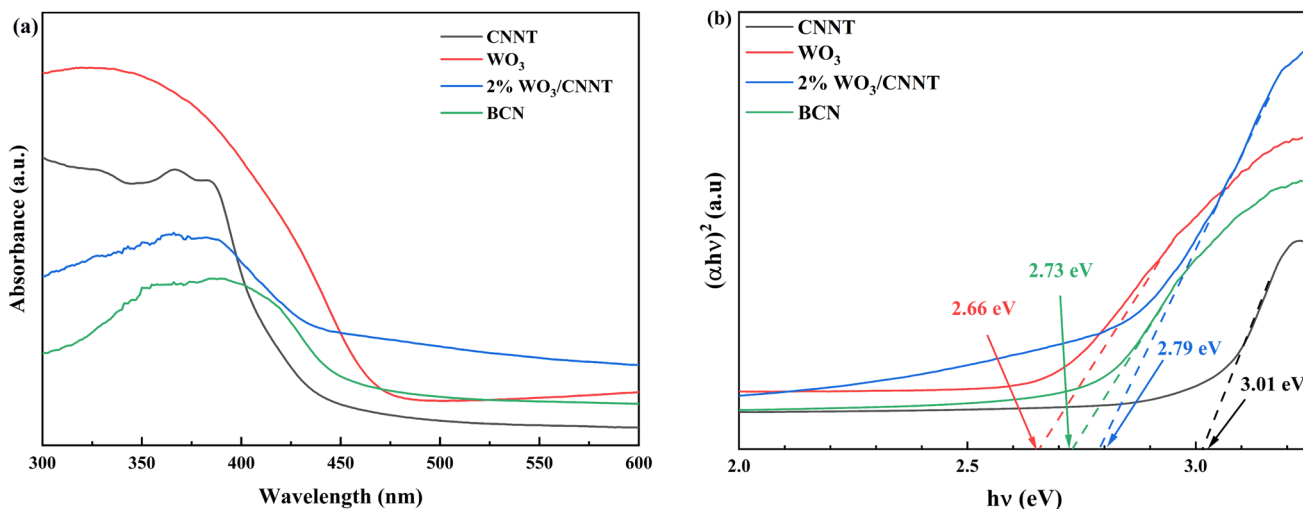 (a)
CNNT
WO₃
2% WO₃/CNNT
BCN
Absorbance (a.u.)
300 350 400 450 500 550 600
Wavelength (nm)
(b)
CNNT
WO₃
2% WO₃/CNNT
BCN
(αhν)² (a.u)
2.73 eV
2.66 eV
2.79 eV
3.01 eV
2.0 2.5 3.0
hν (eV)